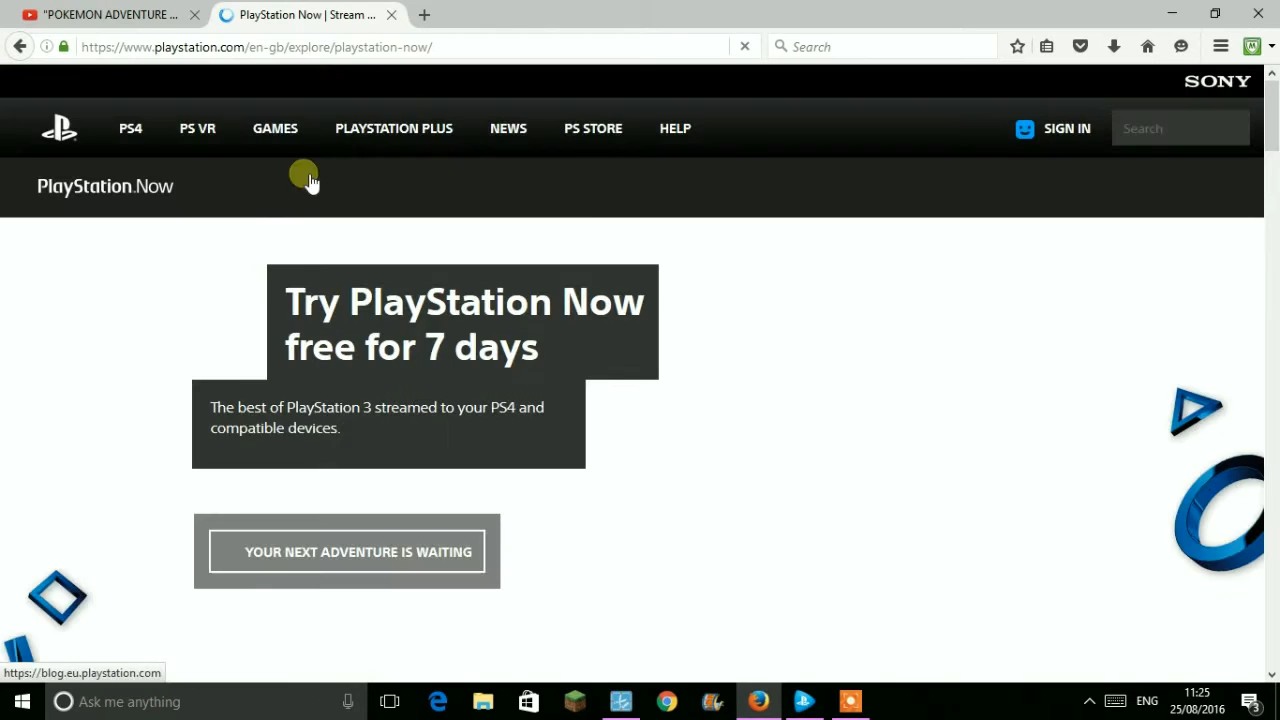 "POKEMON ADVENTURE ...
PlayStation Now | Stream ...
https://www.playstation.com/en-gb/explore/playstation-now/
Search
SONY
PS4 PS VR GAMES PLAYSTATION PLUS NEWS PS STORE HELP
SIGN IN
Search
PlayStation.Now
Try PlayStation Now
free for 7 days
The best of PlayStation 3 streamed to your PS4 and
compatible devices.
YOUR NEXT ADVENTURE IS WAITING
https://blog.eu.playstation.com
Ask me anything
ENG
11:25
25/08/2016
3